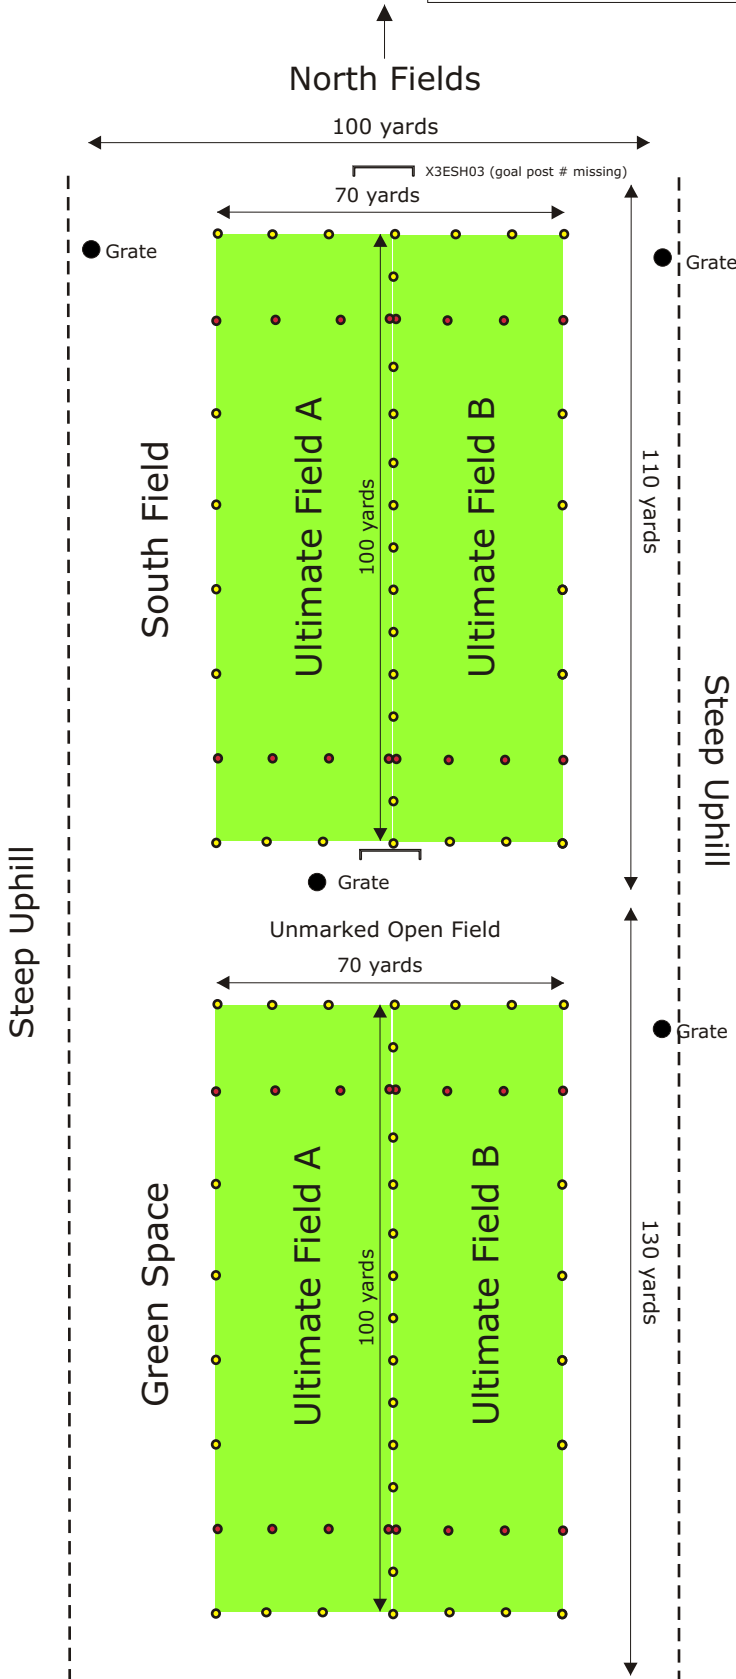 North Fields
100 yards
X3ESH03 (goal post # missing)
70 yards
Grate
Grate
South Field
Ultimate Field A
100 yards
Ultimate Field B
110 yards
Steep Uphill
Steep Uphill
Grate
Unmarked Open Field
70 yards
Grate
Green Space
Ultimate Field A
100 yards
Ultimate Field B
130 yards